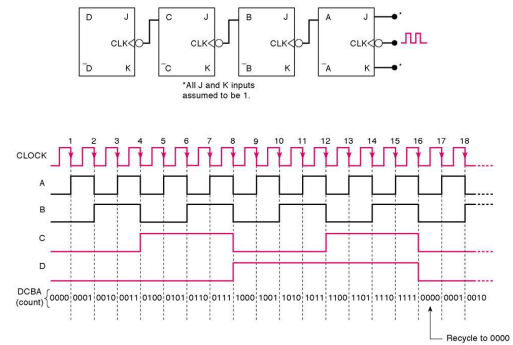 D J C J B J A J *
CLK CLK CLK CLK
D K C K B K A K *
*All J and K inputs
assumed to be 1.
1 2 3 4 5 6 7 8 9 10 11 12 13 14 15 16 17 18
CLOCK
A
B
C
D
DCBA
(count)
0000 0001 0010 0011 0100 0101 0110 0111 1000 1001 1010 1011 1100 1101 1110 1111 0000 0001 0010
Recycle to 0000